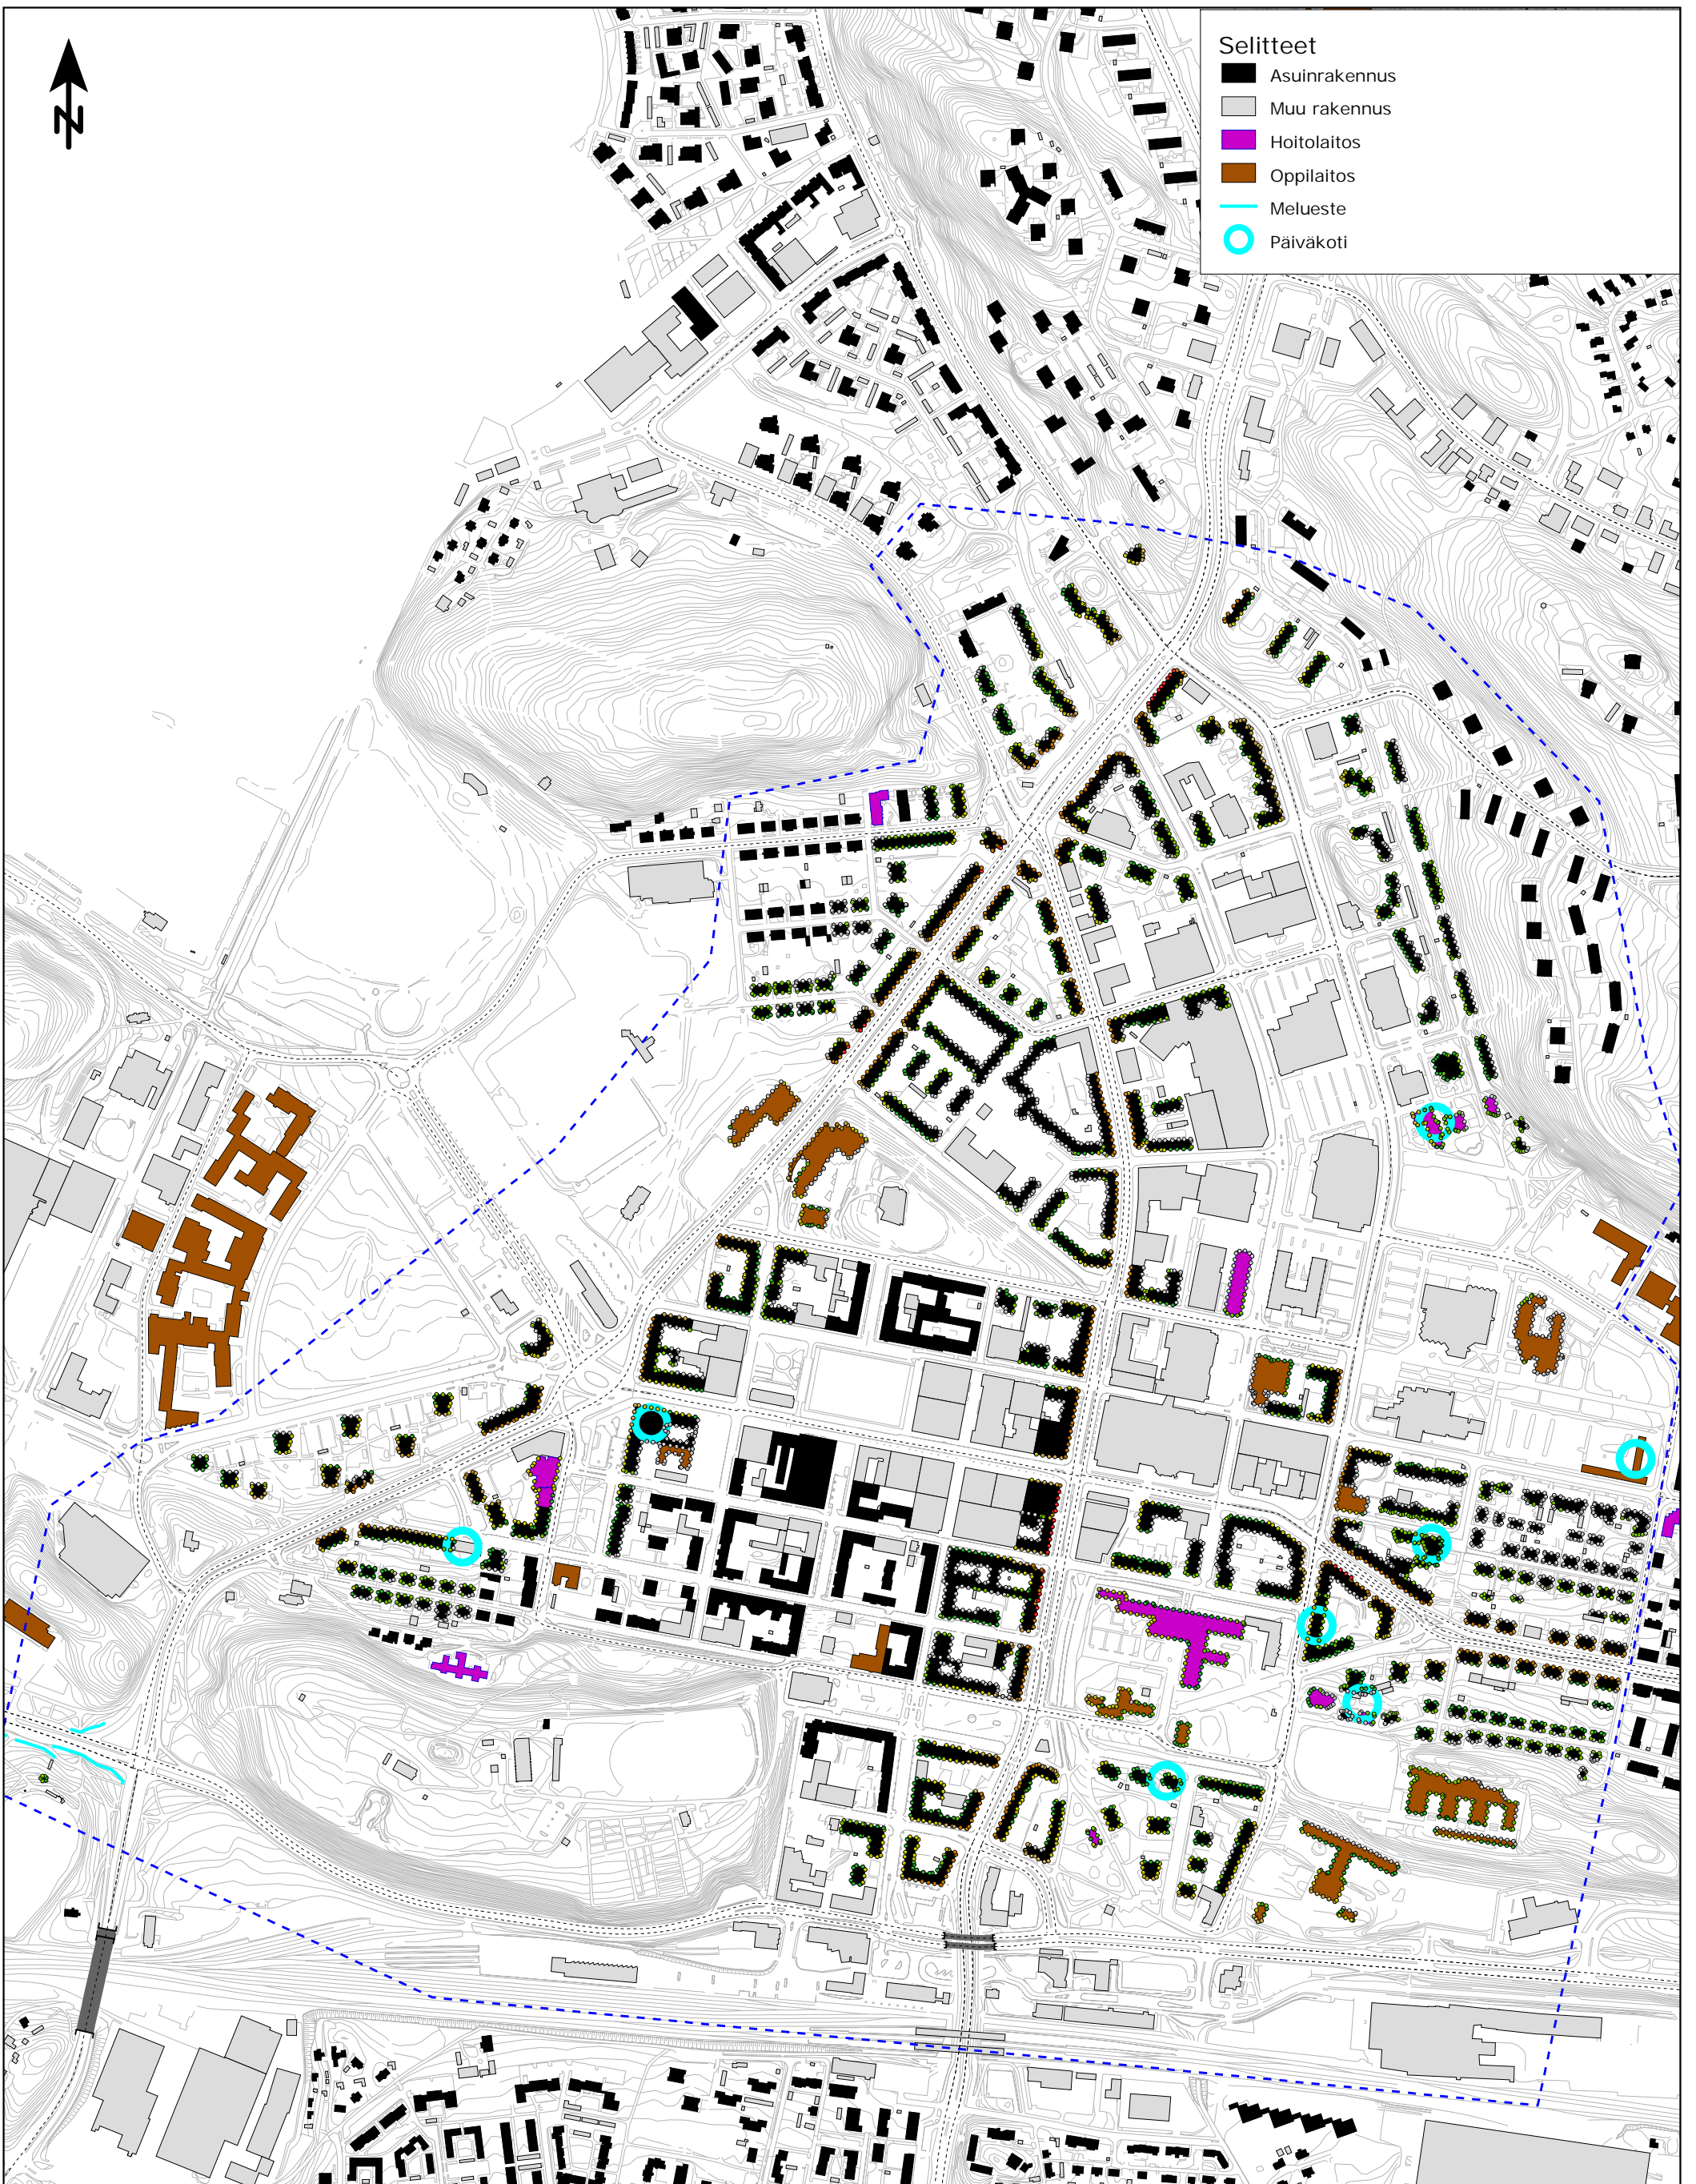 N
Selitteet
Asuinrakennus
Muu rakennus
Hoitolaitos
Oppilaitos
Melueste
Päiväkoti